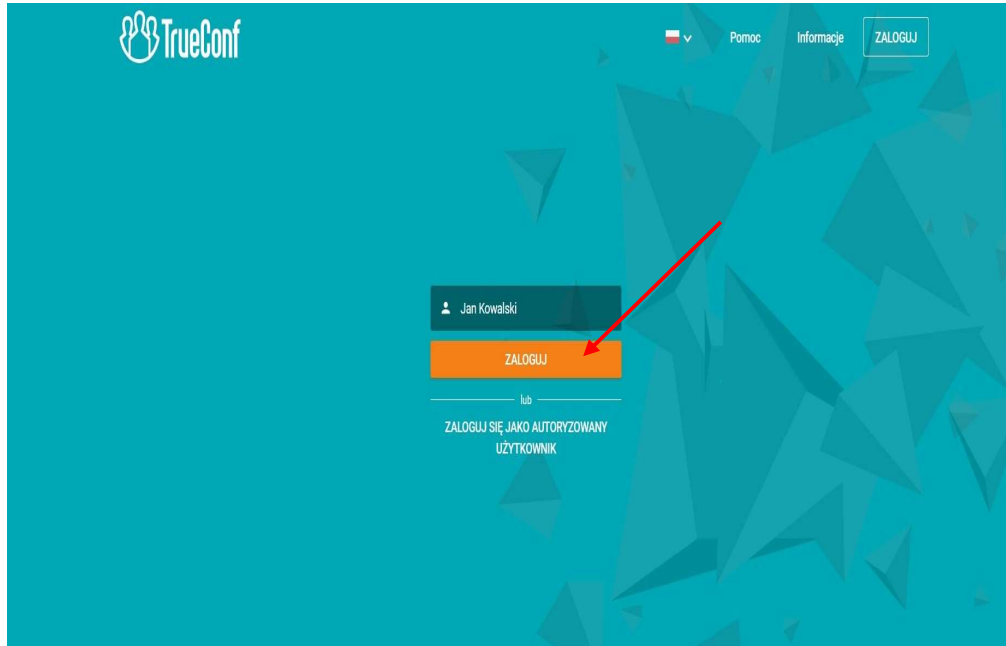 TrueConf
Pomoc Informacje ZALOGUJ
Jan Kowalski
ZALOGUJ
lub
ZALOGUJ SIĘ JAKO AUTORYZOWANY
UŻYTKOWNIK